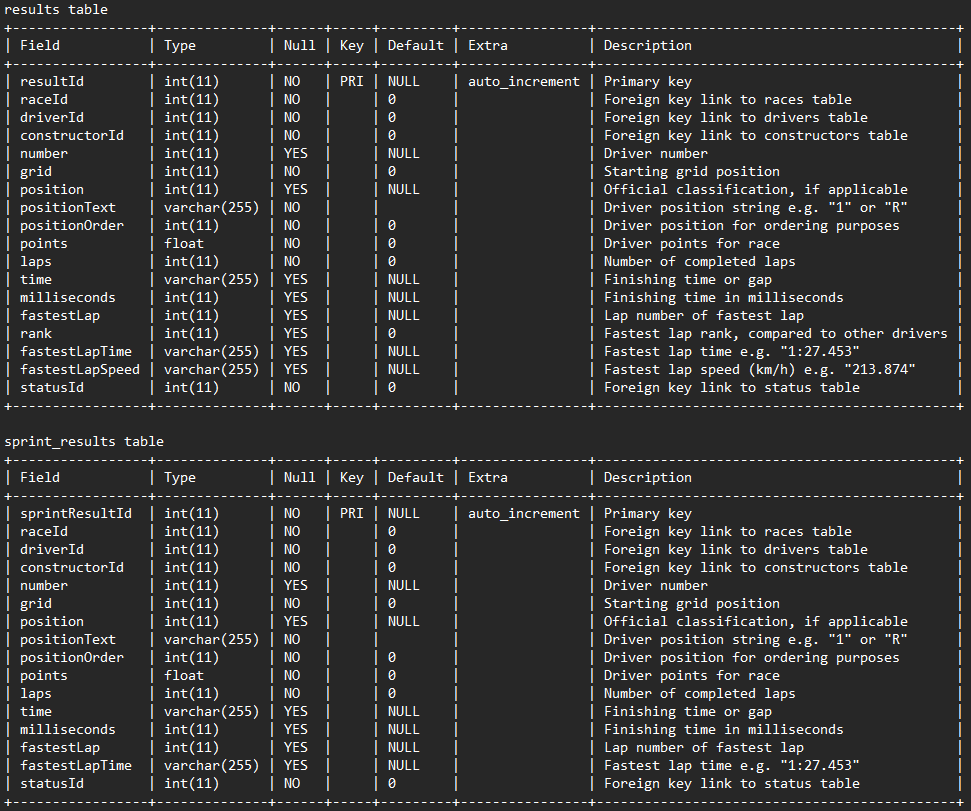 results table
+-----------------+--------------+------+-----+---------+----------------+---------------------------------------------+
| Field           | Type         | Null | Key | Default | Extra          | Description                                 |
+-----------------+--------------+------+-----+---------+----------------+---------------------------------------------+
| resultId        | int(11)      | NO   | PRI | NULL    | auto_increment | Primary key                                 |
| raceId          | int(11)      | NO   |     | 0       |                | Foreign key link to races table             |
| driverId        | int(11)      | NO   |     | 0       |                | Foreign key link to drivers table           |
| constructorId   | int(11)      | NO   |     | 0       |                | Foreign key link to constructors table      |
| number          | int(11)      | YES  |     | NULL    |                | Driver number                               |
| grid            | int(11)      | NO   |     | 0       |                | Starting grid position                      |
| position        | int(11)      | YES  |     | NULL    |                | Official classification, if applicable      |
| positionText    | varchar(255) | NO   |     |         |                | Driver position string e.g. "1" or "R"      |
| positionOrder   | int(11)      | NO   |     | 0       |                | Driver position for ordering purposes       |
| points          | float        | NO   |     | 0       |                | Driver points for race                      |
| laps            | int(11)      | NO   |     | 0       |                | Number of completed laps                    |
| time            | varchar(255) | YES  |     | NULL    |                | Finishing time or gap                       |
| milliseconds    | int(11)      | YES  |     | NULL    |                | Finishing time in milliseconds              |
| fastestLap      | int(11)      | YES  |     | NULL    |                | Lap number of fastest lap                   |
| rank            | int(11)      | YES  |     | 0       |                | Fastest lap rank, compared to other drivers |
| fastestLapTime  | varchar(255) | YES  |     | NULL    |                | Fastest lap time e.g. "1:27.453"            |
| fastestLapSpeed | varchar(255) | YES  |     | NULL    |                | Fastest lap speed (km/h) e.g. "213.874"     |
| statusId        | int(11)      | NO   |     | 0       |                | Foreign key link to status table            |
+-----------------+--------------+------+-----+---------+----------------+---------------------------------------------+
sprint_results table
+-----------------+--------------+------+-----+---------+----------------+---------------------------------------------+
| Field           | Type         | Null | Key | Default | Extra          | Description                                 |
+-----------------+--------------+------+-----+---------+----------------+---------------------------------------------+
| sprintResultId  | int(11)      | NO   | PRI | NULL    | auto_increment | Primary key                                 |
| raceId          | int(11)      | NO   |     | 0       |                | Foreign key link to races table             |
| driverId        | int(11)      | NO   |     | 0       |                | Foreign key link to drivers table           |
| constructorId   | int(11)      | NO   |     | 0       |                | Foreign key link to constructors table      |
| number          | int(11)      | YES  |     | NULL    |                | Driver number                               |
| grid            | int(11)      | NO   |     | 0       |                | Starting grid position                      |
| position        | int(11)      | YES  |     | NULL    |                | Official classification, if applicable      |
| positionText    | varchar(255) | NO   |     |         |                | Driver position string e.g. "1" or "R"      |
| positionOrder   | int(11)      | NO   |     | 0       |                | Driver position for ordering purposes       |
| points          | float        | NO   |     | 0       |                | Driver points for race                      |
| laps            | int(11)      | NO   |     | 0       |                | Number of completed laps                    |
| time            | varchar(255) | YES  |     | NULL    |                | Finishing time or gap                       |
| milliseconds    | int(11)      | YES  |     | NULL    |                | Finishing time in milliseconds              |
| fastestLap      | int(11)      | YES  |     | NULL    |                | Lap number of fastest lap                   |
| fastestLapTime  | varchar(255) | YES  |     | NULL    |                | Fastest lap time e.g. "1:27.453"            |
| statusId        | int(11)      | NO   |     | 0       |                | Foreign key link to status table            |
+-----------------+--------------+------+-----+---------+----------------+---------------------------------------------+